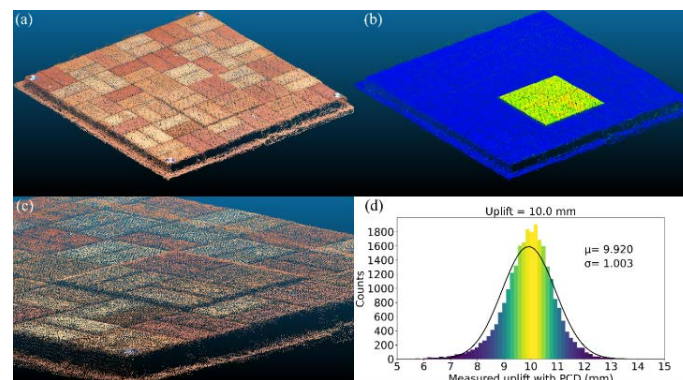 (a)
(b)
(c)
(d)
Uplift = 10.0 mm
Counts
1800
1600
1400
1200
1000
800
600
400
200
0
μ= 9.920
σ= 1.003
5 6 7 8 9 10 11 12 13 14 15
Measured uplift with PCD (mm)